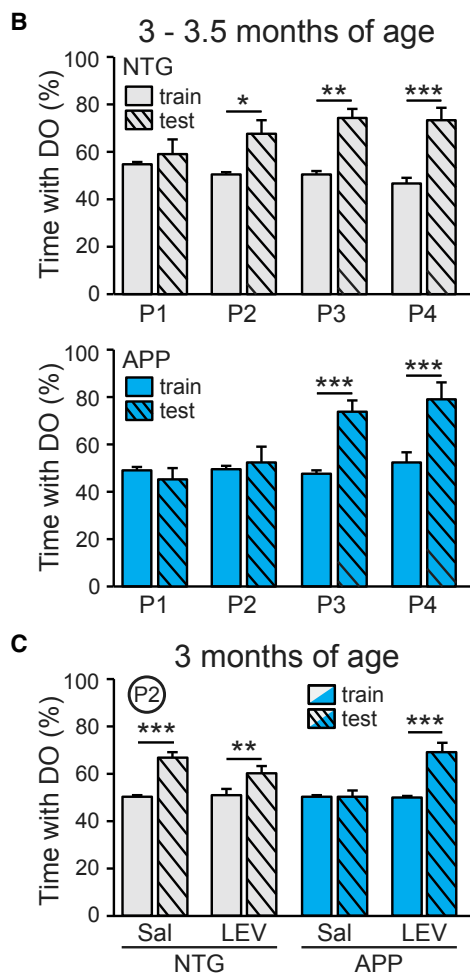 B
3 - 3.5 months of age
NTG
train
test
* ** ***
Time with DO (%)
100
80
60
40
20
0
P1 P2 P3 P4
APP
train
test
*** ***
Time with DO (%)
100
80
60
40
20
0
P1 P2 P3 P4
C
3 months of age
P2
train
test
*** ** ***
Time with DO (%)
100
80
60
40
20
0
Sal LEV Sal LEV
NTG APP